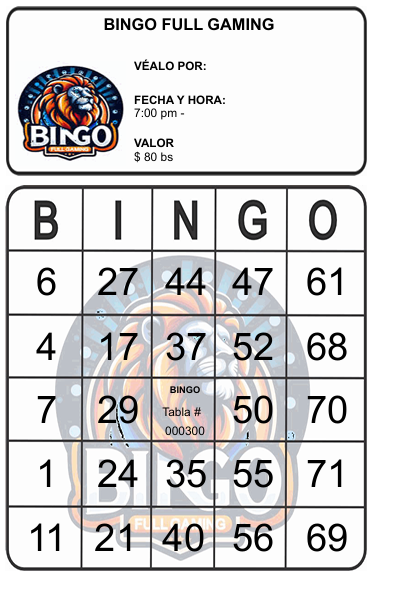 BINGO FULL GAMING
VÉALO POR:
BINGO
FULL GAMING
FECHA Y HORA:
7:00 pm -
VALOR
$ 80 bs
B I N G O
6 27 44 47 61
4 17 37 52 68
7 29 BINGO 50 70
Tabla #
000300
1 24 35 55 71
BINGO
11 21 40 56 69
FULL GAMING